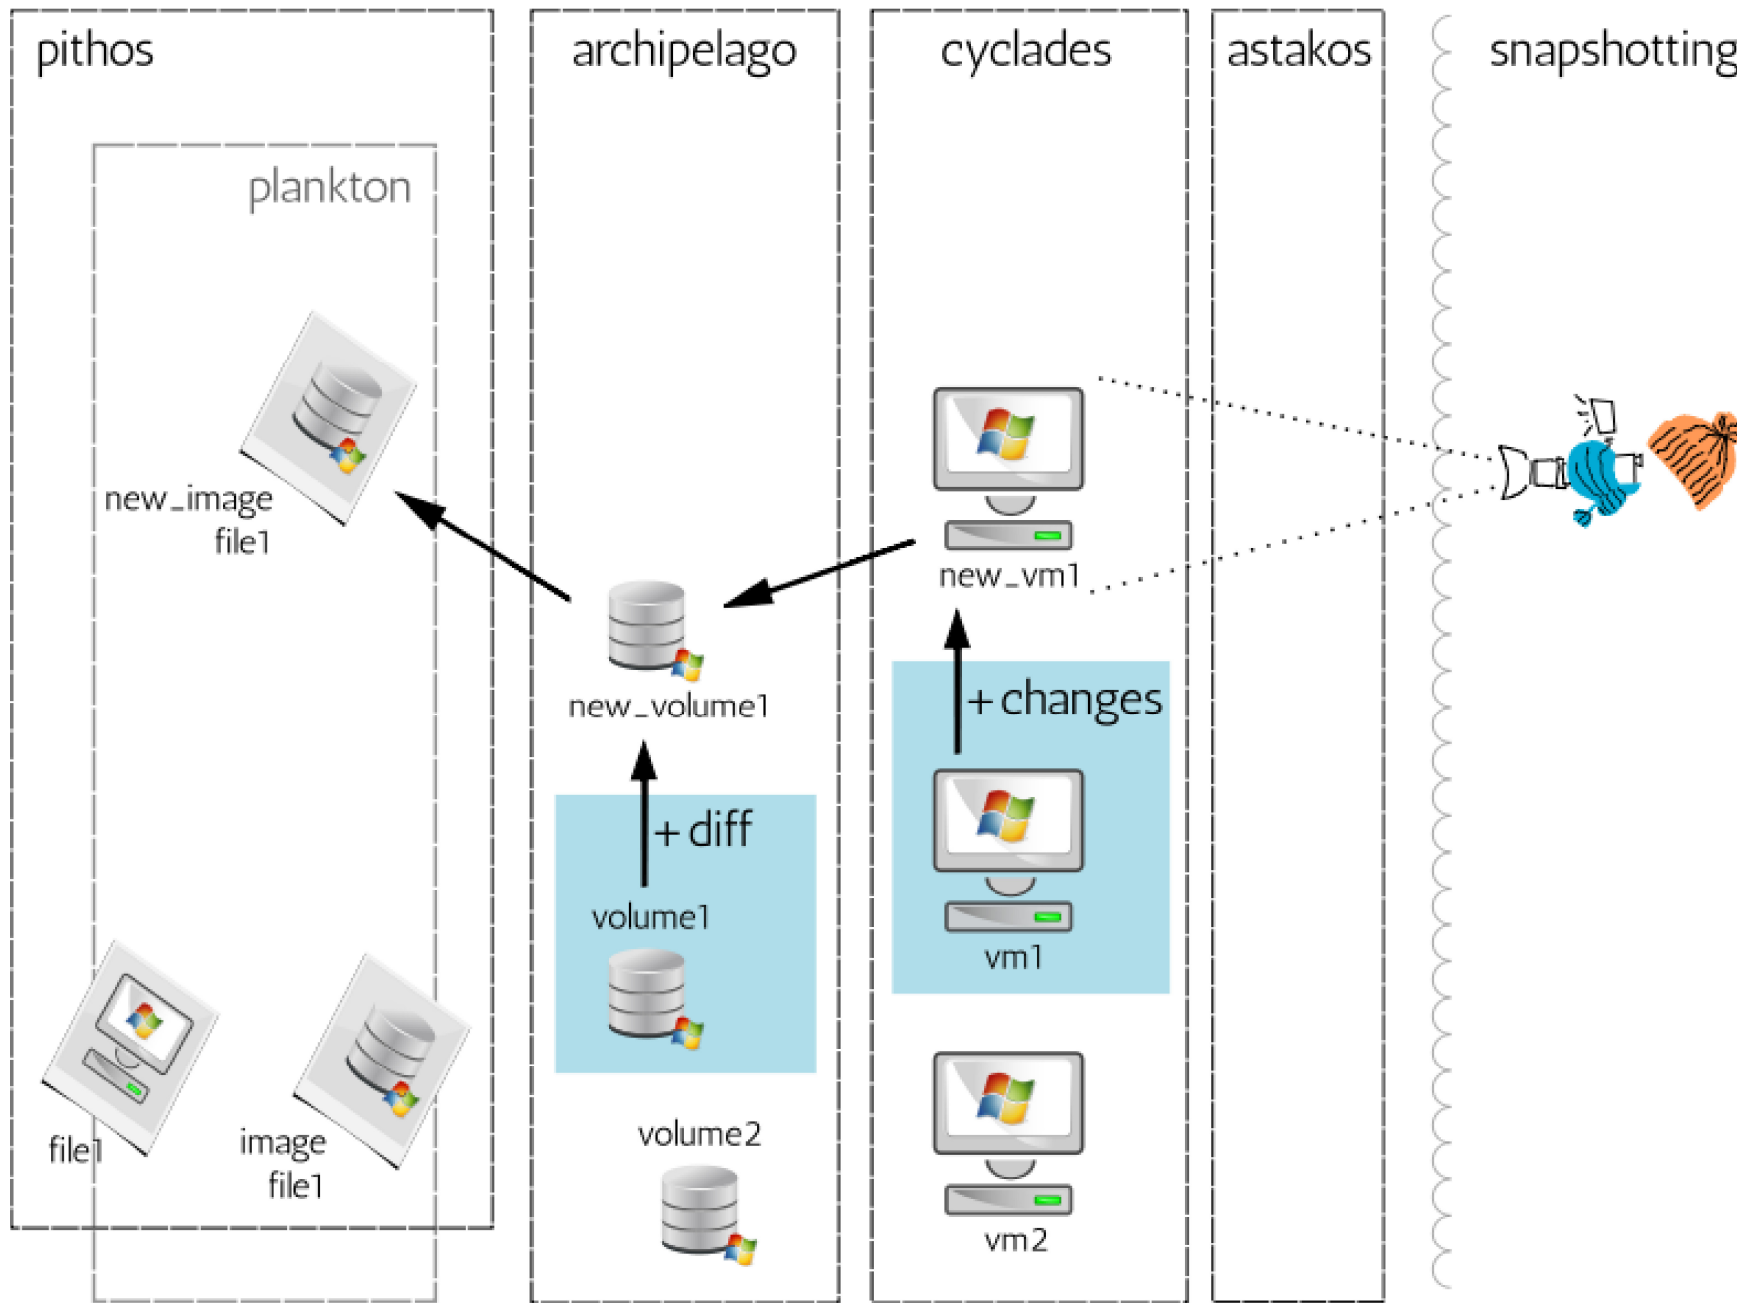 pithos
archipelago
cyclades
astakos
snapshotting
plankton
new_image
file1
new_vm1
new_volume1
+ changes
+ diff
volume1
vm1
file1
image
file1
volume2
vm2